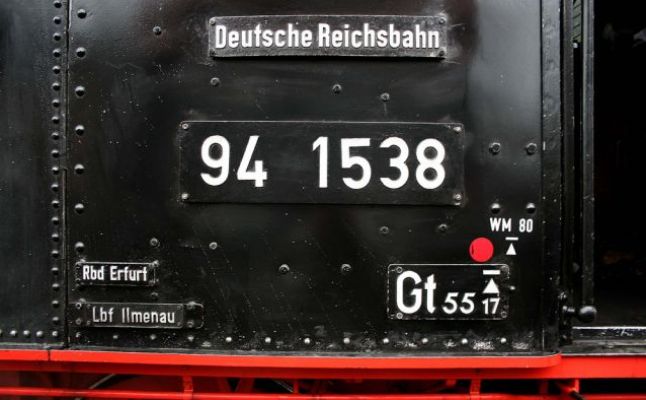 Deutsche Reichsbahn
94 1538
WM 80
Rbd Erfurt
Lbf Ilmenau
Gt 55 17